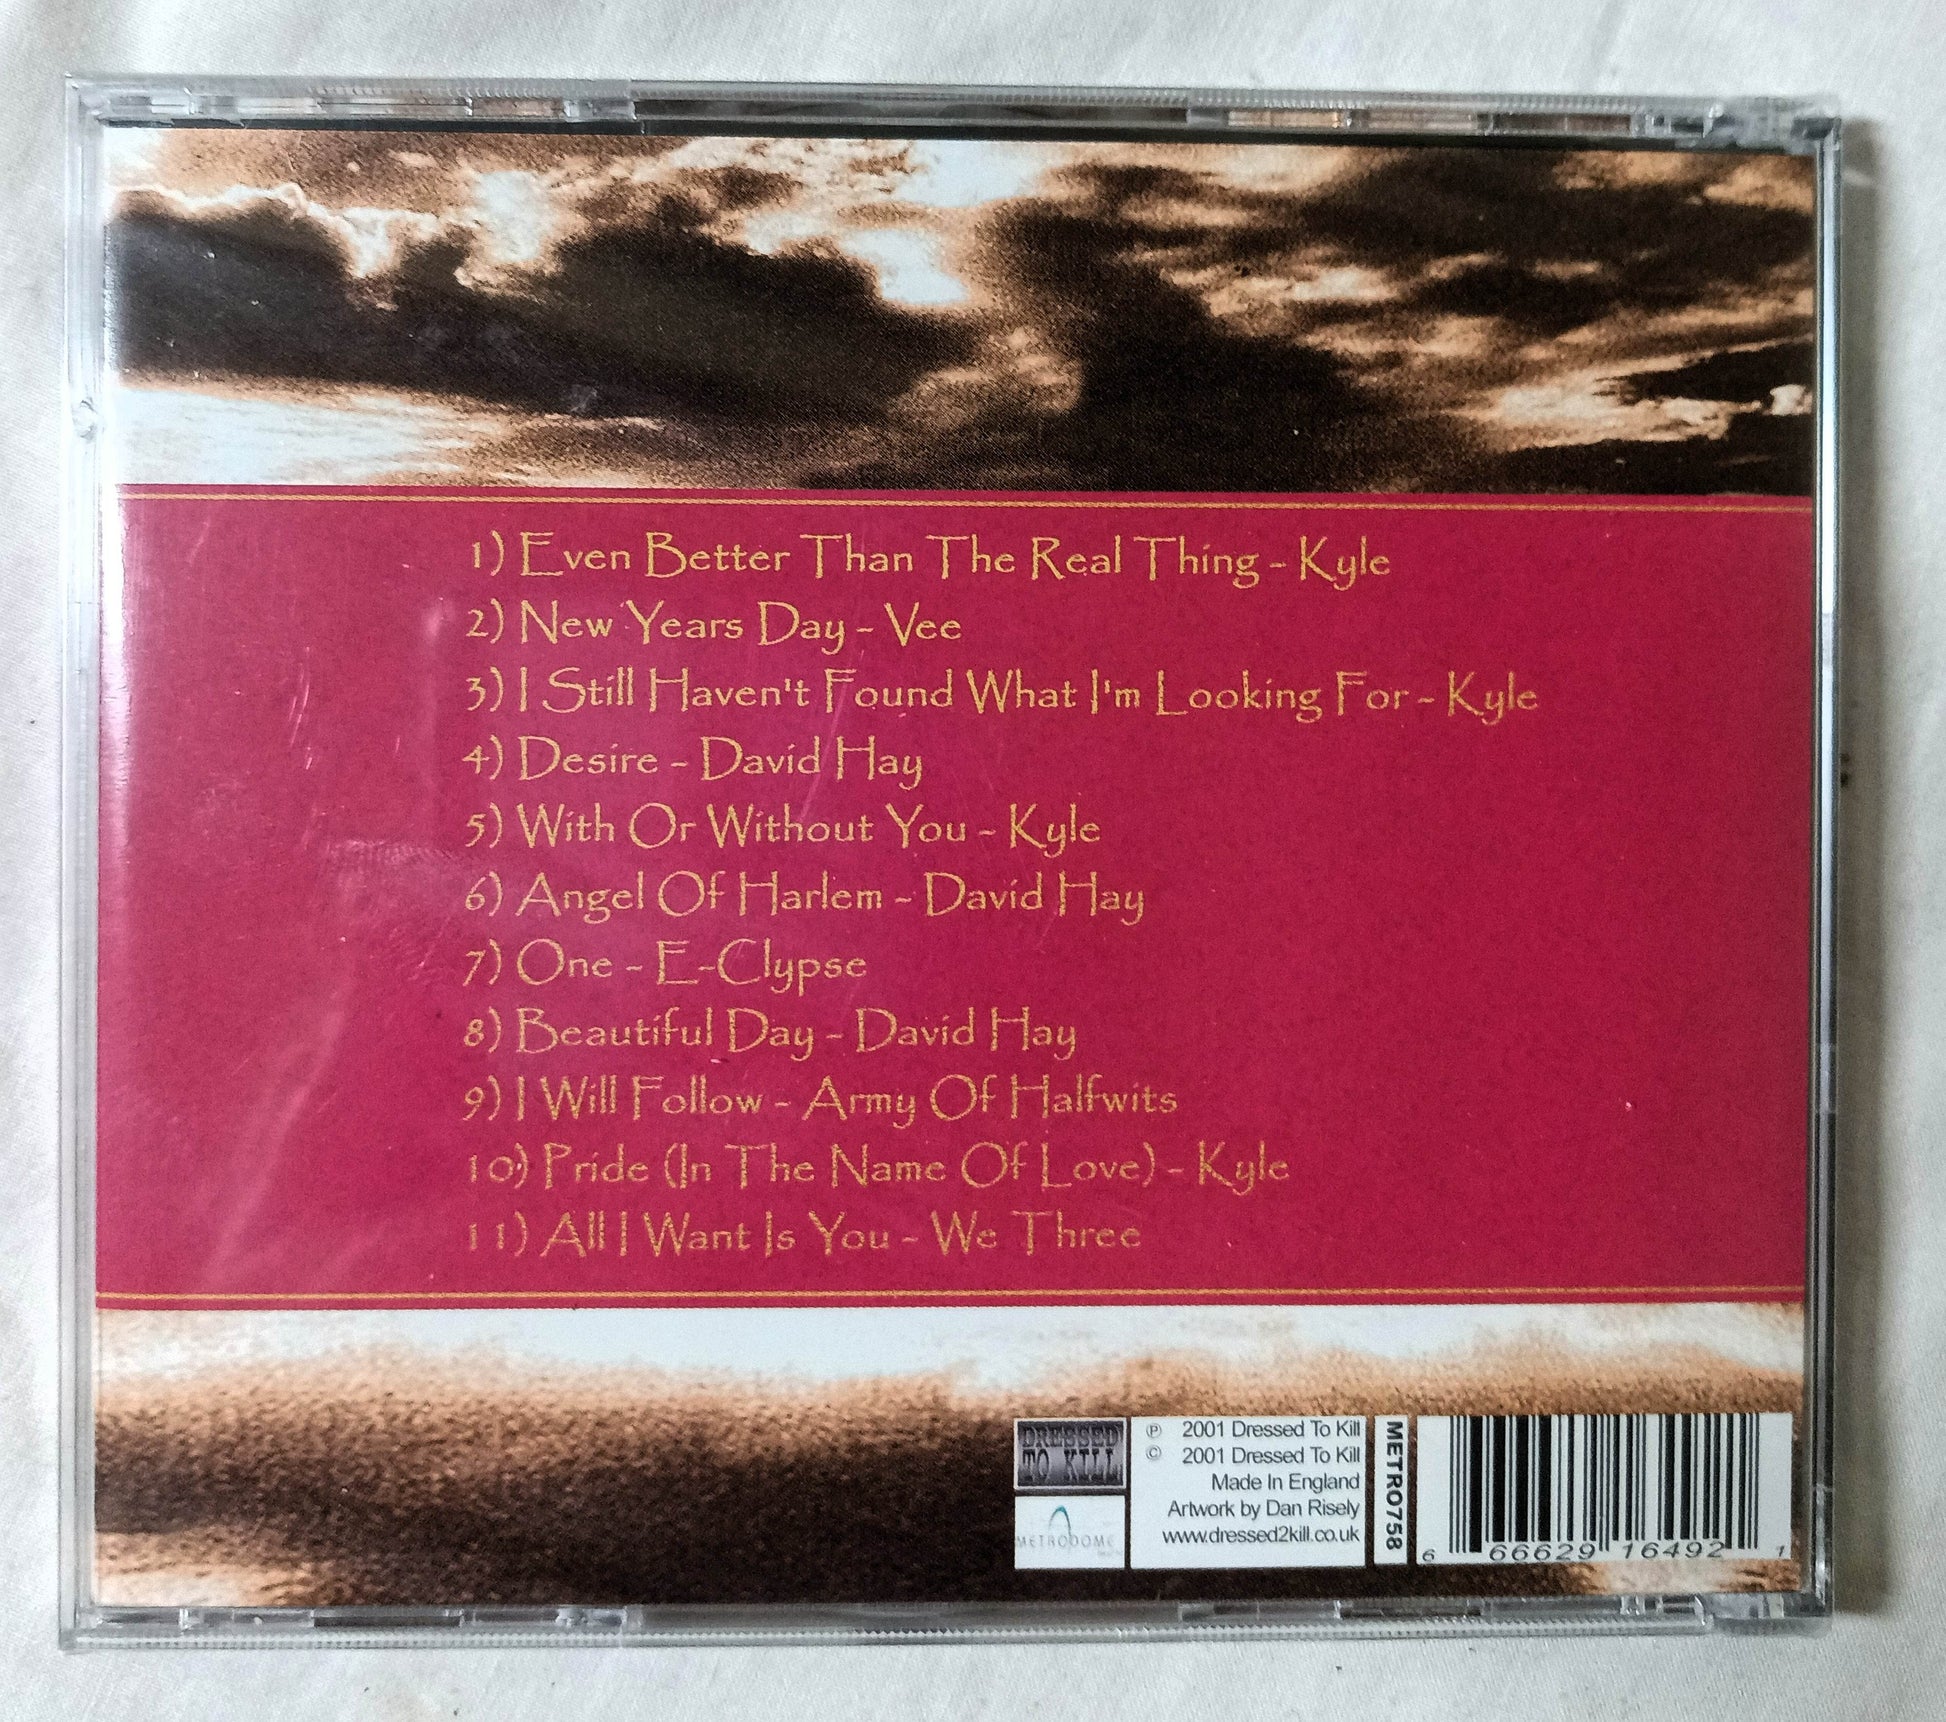 1) Even Better Than The Real Thing - Kyle
2) New Years Day - Vee
3) I Still Haven't Found What I'm Looking For - Kyle
4) Desire - David Hay
5) With Or Without You - Kyle
6) Angel Of Harlem - David Hay
7) One - E-Clypse
8) Beautiful Day - David Hay
9) I Will Follow - Army Of Halfwits
10) Pride (In The Name Of Love) - Kyle
11) All I Want Is You - We Three
DRESSED
TO KILL
METRODOME
℗ 2001 Dressed To Kill
© 2001 Dressed To Kill
Made In England
Artwork by Dan Risely
www.dressed2kill.co.uk
METRO758
6 66629 16492 1